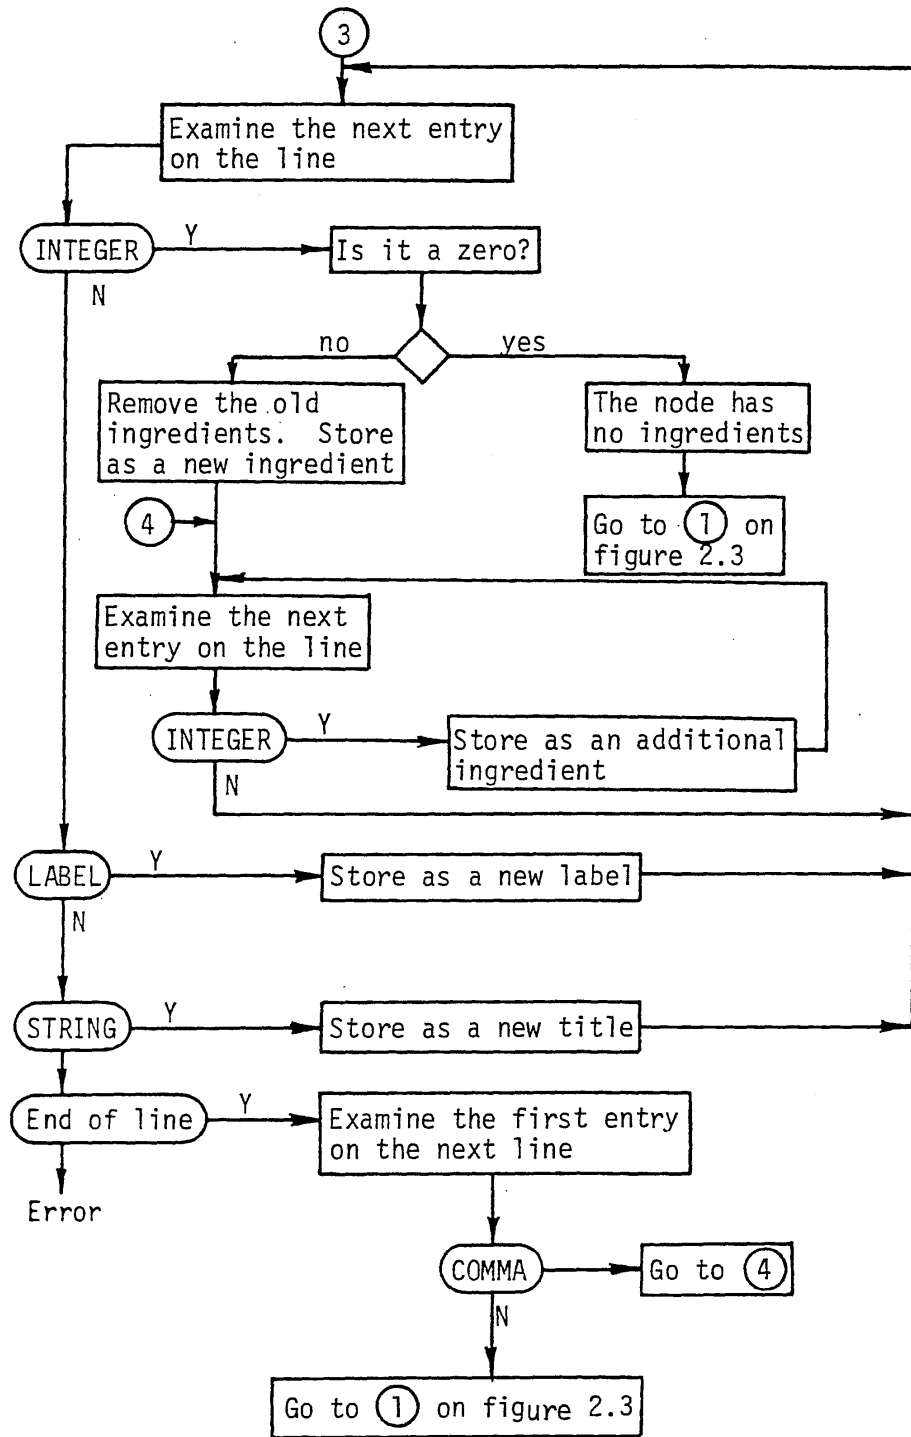 3
Examine the next entry
on the line
INTEGER
Y
Is it a zero?
N
no
yes
Remove the old
ingredients. Store
as a new ingredient
The node has
no ingredients
4
Go to 1 on
figure 2.3
Examine the next
entry on the line
INTEGER
Y
Store as an additional
ingredient
N
LABEL
Y
Store as a new label
N
STRING
Y
Store as a new title
End of line
Y
Examine the first entry
on the next line
Error
COMMA
Go to 4
N
Go to 1 on figure 2.3